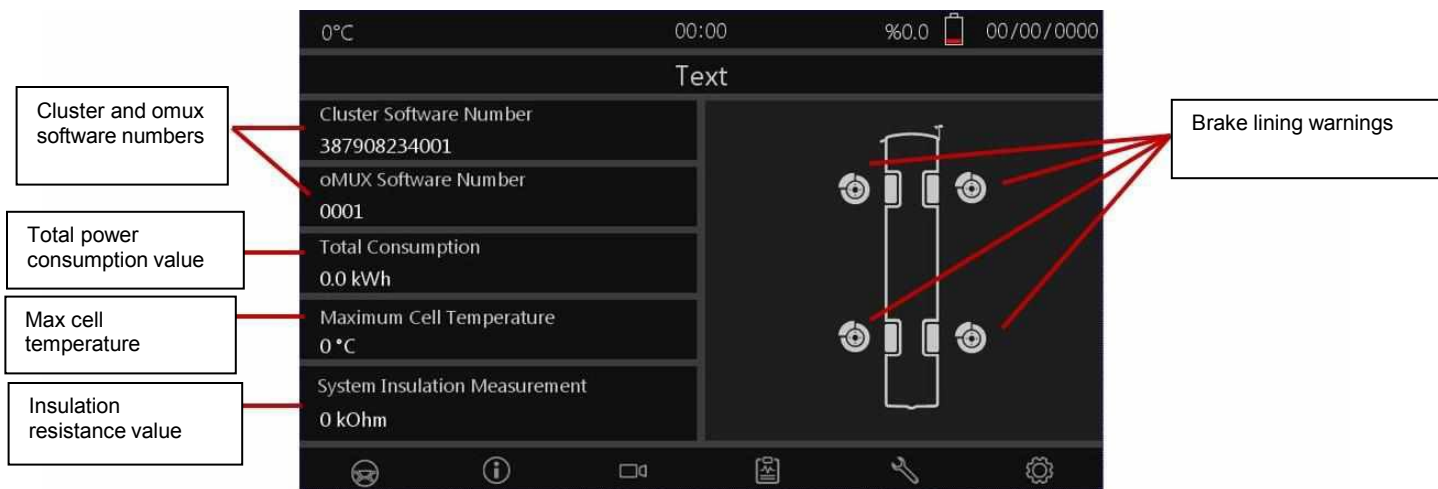 0°C 00:00 %0.0 00/00/0000
Text
Cluster and omux
software numbers
Cluster Software Number
387908234001
oMUX Software Number
0001
Total power
consumption value
Total Consumption
0.0 kWh
Max cell
temperature
Maximum Cell Temperature
0 °C
Insulation
resistance value
System Insulation Measurement
0 kOhm
Brake lining warnings